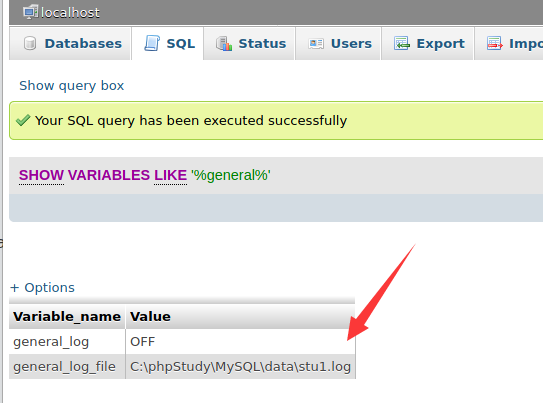 localhost
Databases SQL Status Users Export Impo
Show query box
Your SQL query has been executed successfully
SHOW VARIABLES LIKE '%general%'
+ Options
Variable_name Value
general_log OFF
general_log_file C:\phpStudy\MySQL\data\stu1.log